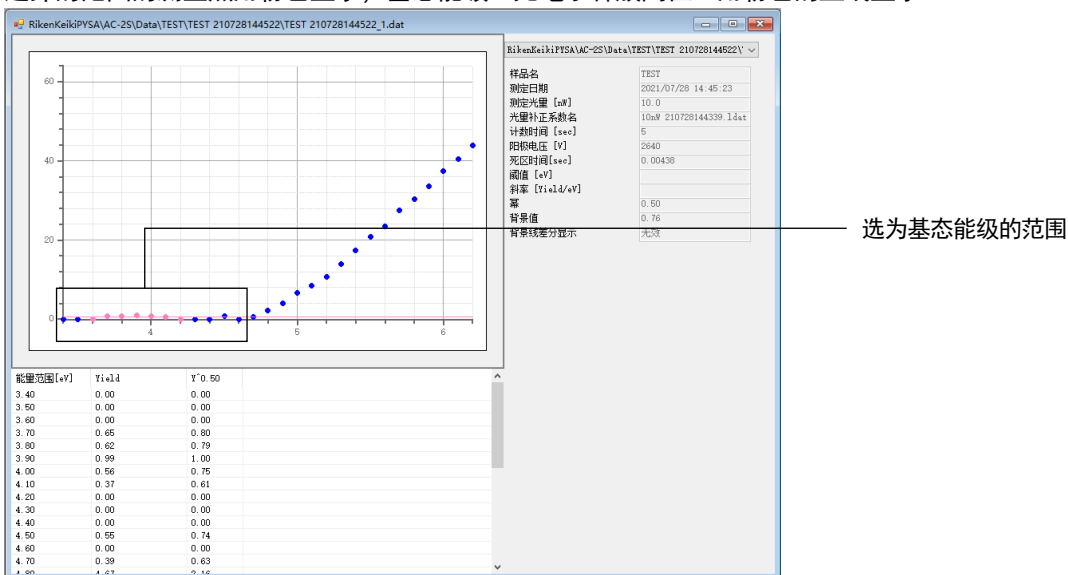 RikenKeikiPYSA\AC-2S\Data\TEST\TEST 210728144522\TEST 210728144522_1.dat
RikenKeikiPYSA\AC-2S\Data\TEST\TEST 210728144522\
样品名 TEST
测定日期 2021/07/28 14:45:23
测定光量 [nW] 10.0
光量补正系数名 10nW 210728144339.ldat
计数时间 [sec] 5
阳极电压 [V] 2640
死区时间[sec] 0.00438
阈值 [eV]
斜率 [Yield/eV]
幂 0.50
背景值 0.76
背景线差分显示 无效
60
40
20
0
4 5 6
选为基态能级的范围
能量范围[eV] Yield Y^0.50
3.40 0.00 0.00
3.50 0.00 0.00
3.60 0.00 0.00
3.70 0.65 0.80
3.80 0.62 0.79
3.90 0.99 1.00
4.00 0.56 0.75
4.10 0.37 0.61
4.20 0.00 0.00
4.30 0.00 0.00
4.40 0.00 0.00
4.50 0.55 0.74
4.60 0.00 0.00
4.70 0.39 0.63
4.80 4.67 2.16